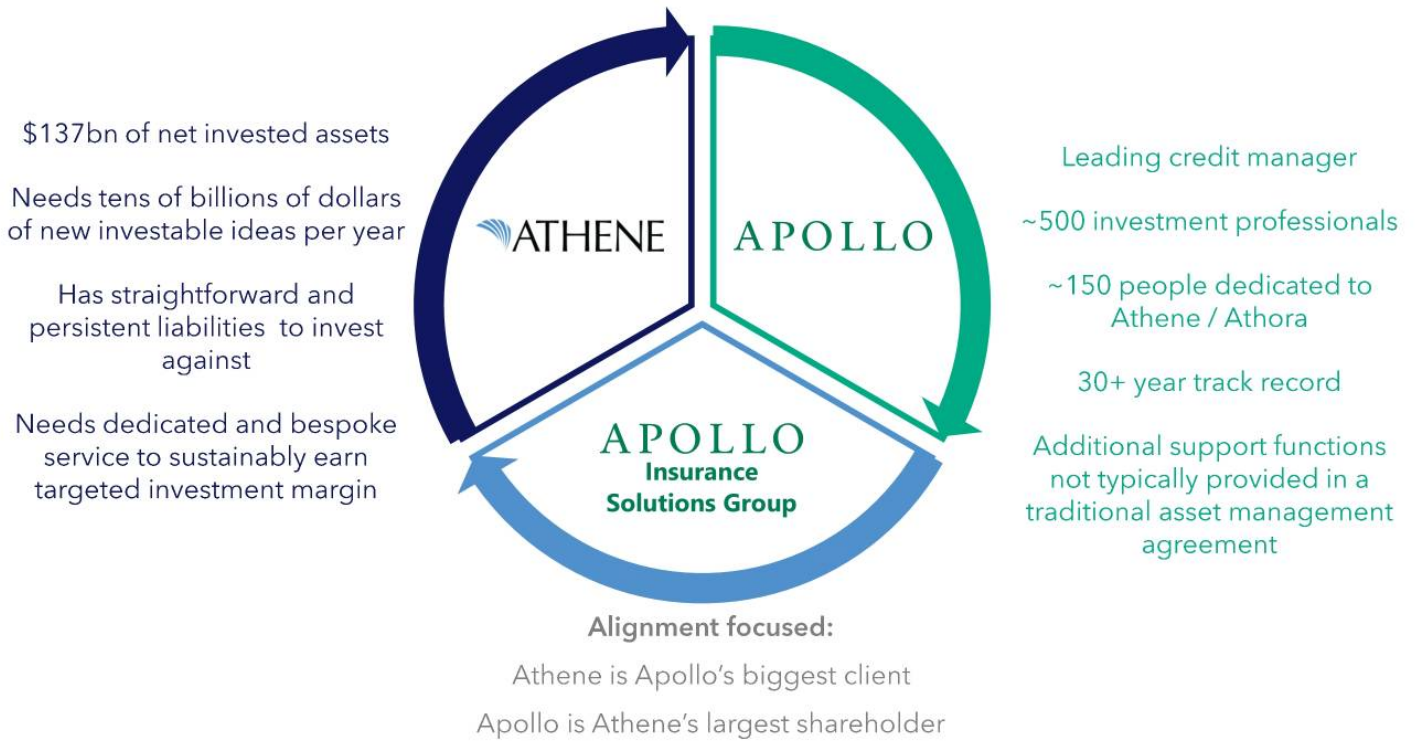 $137bn of net invested assets
Needs tens of billions of dollars
of new investable ideas per year
Has straightforward and
persistent liabilities to invest
against
Needs dedicated and bespoke
service to sustainably earn
targeted investment margin
ATHENE
APOLLO
APOLLO
Insurance
Solutions Group
Leading credit manager
~500 investment professionals
~150 people dedicated to
Athene / Athora
30+ year track record
Additional support functions
not typically provided in a
traditional asset management
agreement
Alignment focused:
Athene is Apollo's biggest client
Apollo is Athene's largest shareholder